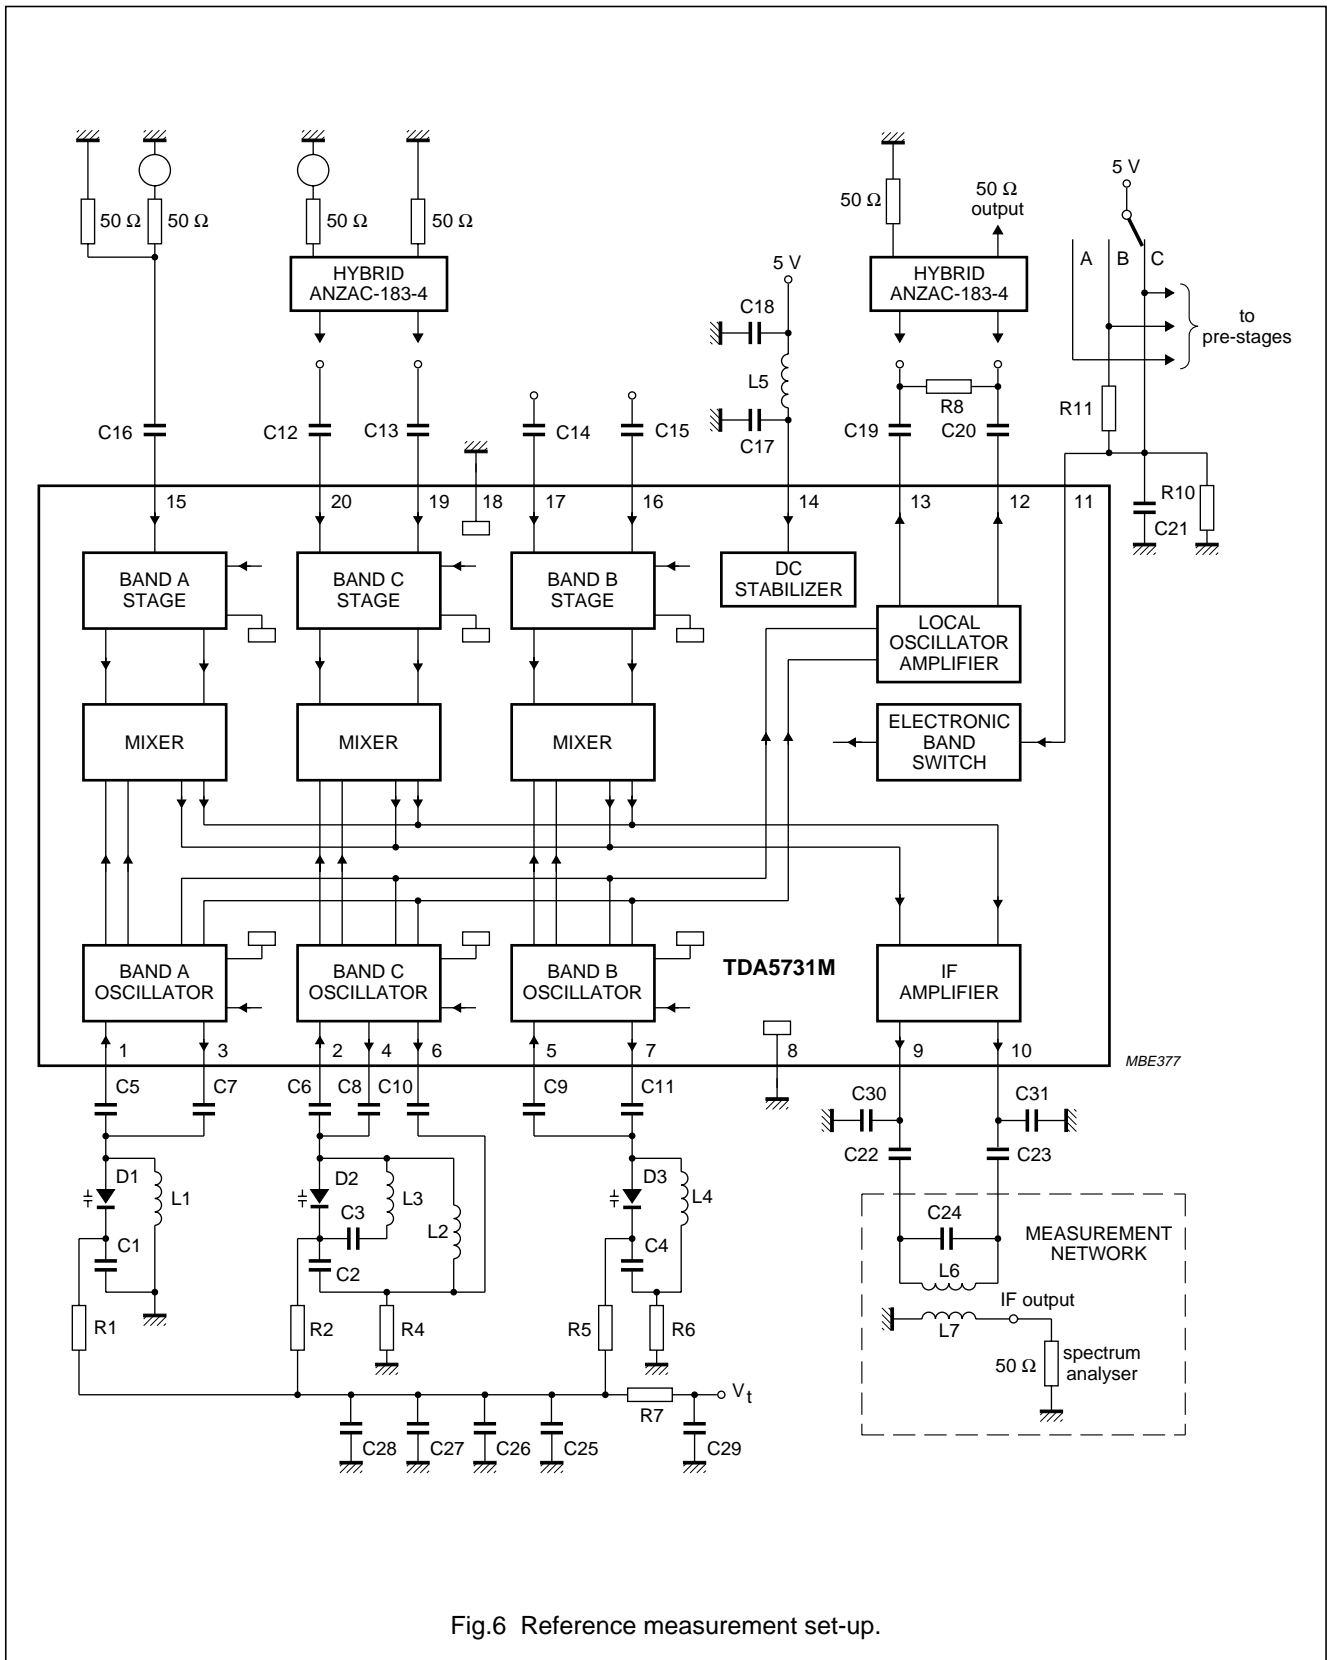 5 V
50 Ω 50 Ω 50 Ω 50 Ω 50 Ω
50 Ω
output
A B C
HYBRID
ANZAC-183-4
5 V
HYBRID
ANZAC-183-4
to
pre-stages
C18
L5
C17
R8
R11
C16 C12 C13 C14 C15 C19 C20
R10
C21
15 20 19 18 17 16 14 13 12 11
BAND A
STAGE
BAND C
STAGE
BAND B
STAGE
DC
STABILIZER
LOCAL
OSCILLATOR
AMPLIFIER
MIXER
MIXER
MIXER
ELECTRONIC
BAND
SWITCH
BAND A
OSCILLATOR
BAND C
OSCILLATOR
BAND B
OSCILLATOR
TDA5731M
IF
AMPLIFIER
1 3 2 4 6 5 7 8 9 10
MBE377
C5 C7 C6 C8 C10 C9 C11
C30 C31
C22 C23
D1 L1 D2 L3 D3 L4
C3 L2
C1 C2 C4
C24
MEASUREMENT
NETWORK
L6
IF output
L7
R1 R2 R4 R5 R6
50 Ω
spectrum
analyser
R7
Vt
C28 C27 C26 C25 C29
Fig.6 Reference measurement set-up.